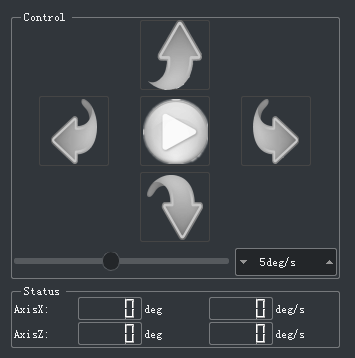 Control
5deg/s
Status
AxisX: 0 deg 0 deg/s
AxisZ: 0 deg 0 deg/s